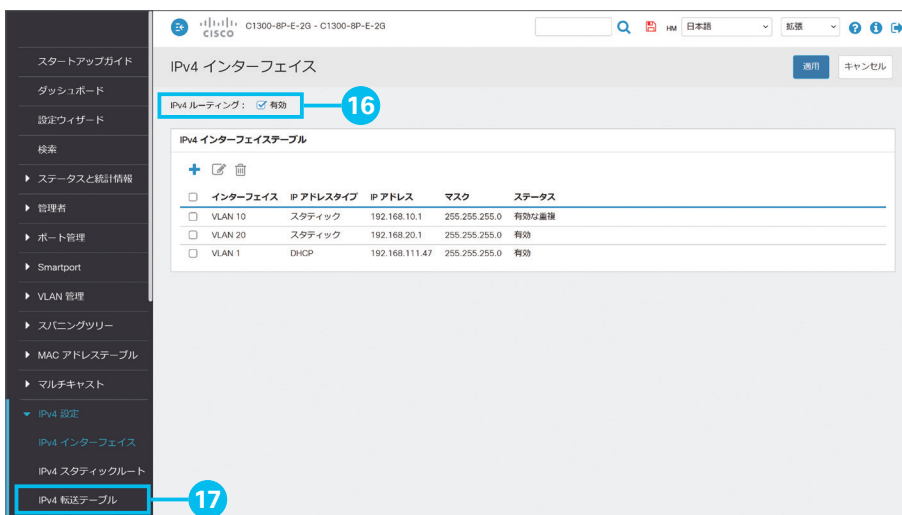 CISCO
C1300-8P-E-2G - C1300-8P-E-2G
HM 日本語 拡張
スタートアップガイド
ダッシュボード
設定ウィザード
検索
ステータスと統計情報
管理者
ポート管理
Smartport
VLAN 管理
スパニングツリー
MAC アドレステーブル
マルチキャスト
IPv4 設定
IPv4 インターフェイス
IPv4 スタティックルート
IPv4 転送テーブル
17
IPv4 インターフェイス
適用 キャンセル
IPv4 ルーティング : 有効
16
IPv4 インターフェイステーブル
インターフェイス IP アドレスタイプ IP アドレス マスク ステータス
VLAN 10 スタティック 192.168.10.1 255.255.255.0 有効な重複
VLAN 20 スタティック 192.168.20.1 255.255.255.0 有効
VLAN 1 DHCP 192.168.111.47 255.255.255.0 有効